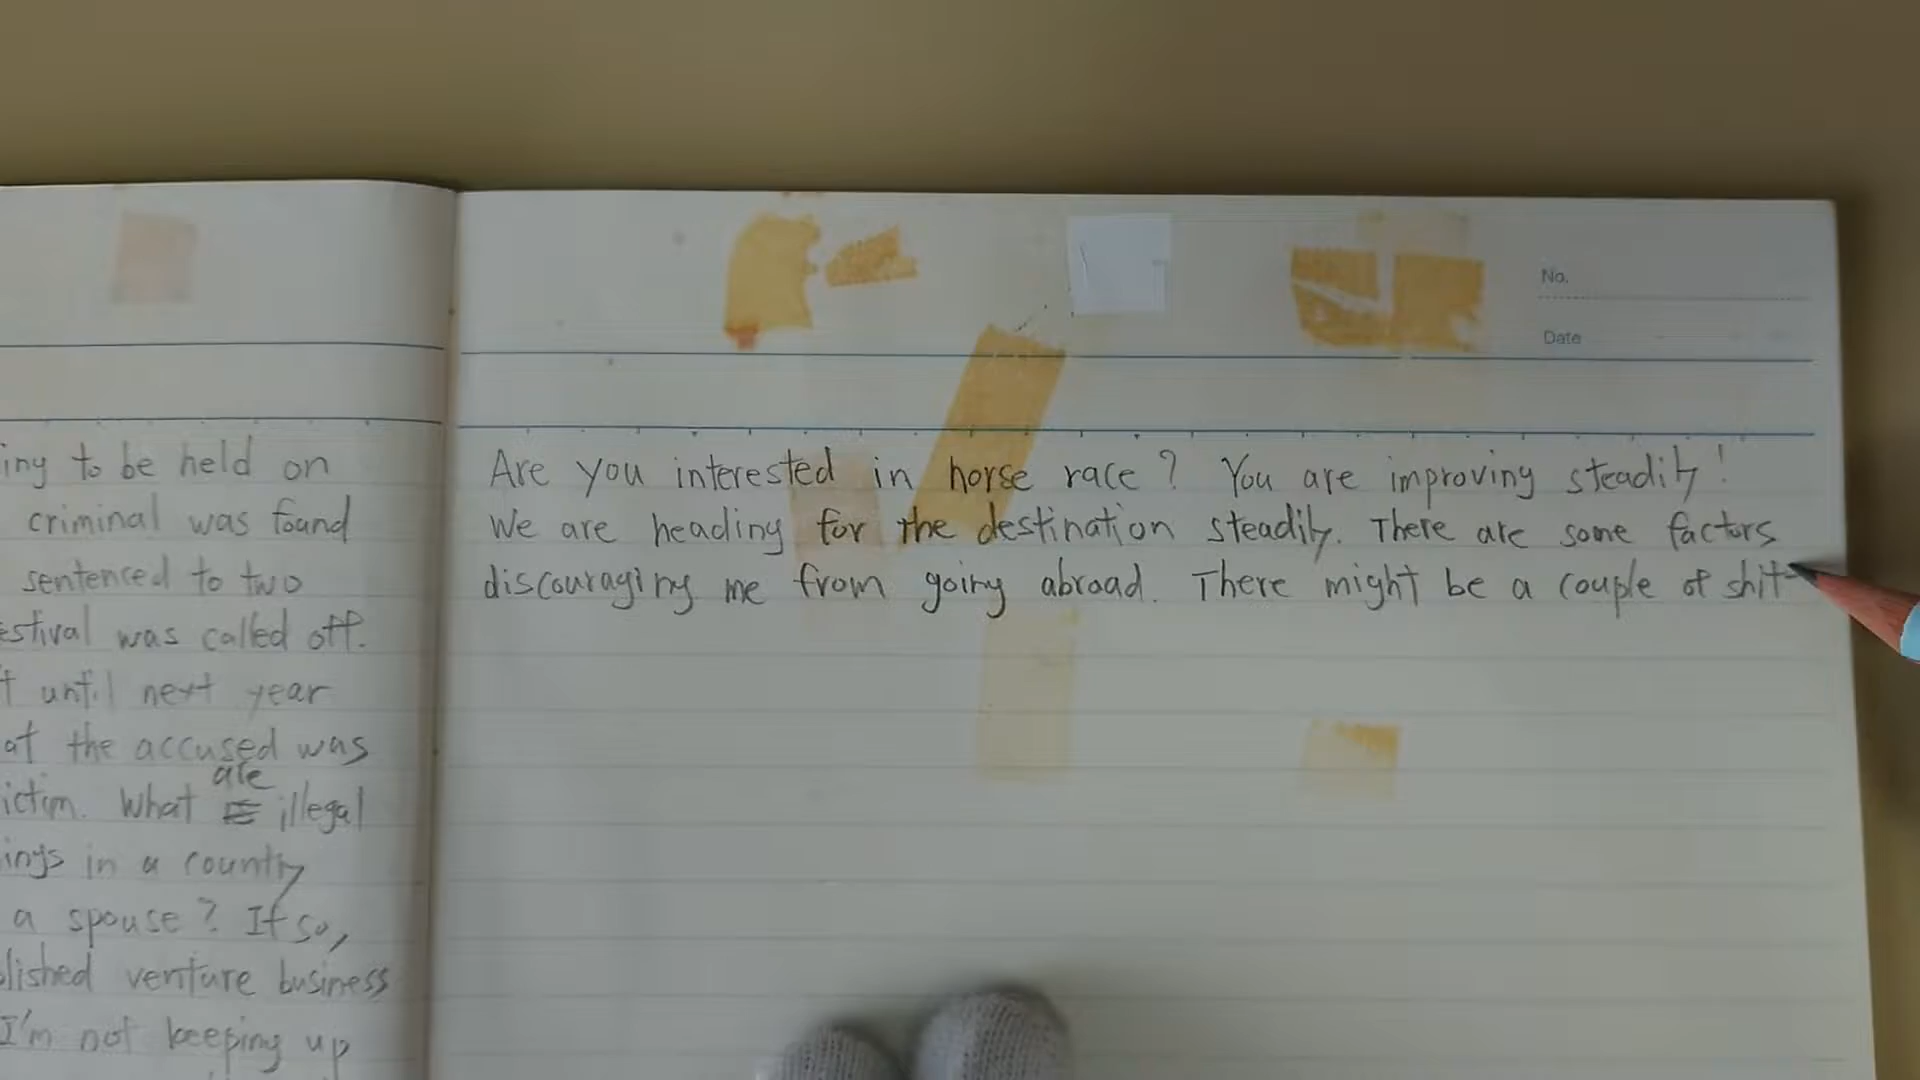 iny to be held on
criminal was found
sentenced to two
estival was called off.
t until next year
at the accused was
are
ictim. What illegal
ings in a country
a spouse? If so,
lished venture business
I'm not keeping up
No.
Date
Are you interested in horse race? You are improving steadily!
We are heading for the destination steadily. There are some factors
discouraging me from going abroad. There might be a couple of shit-